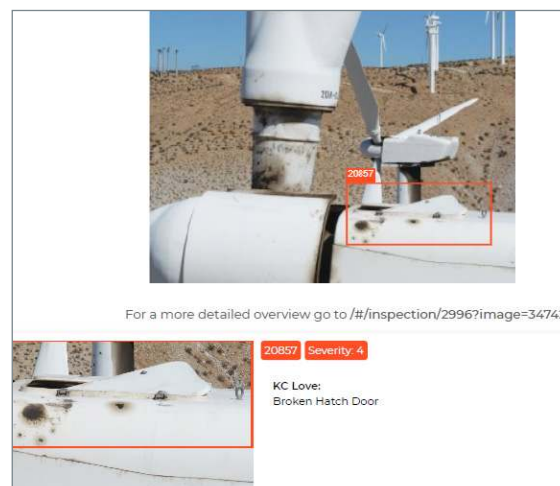 20857
For a more detailed overview go to /#/inspection/2996?image=3474
20857 Severity: 4
KC Love:
Broken Hatch Door